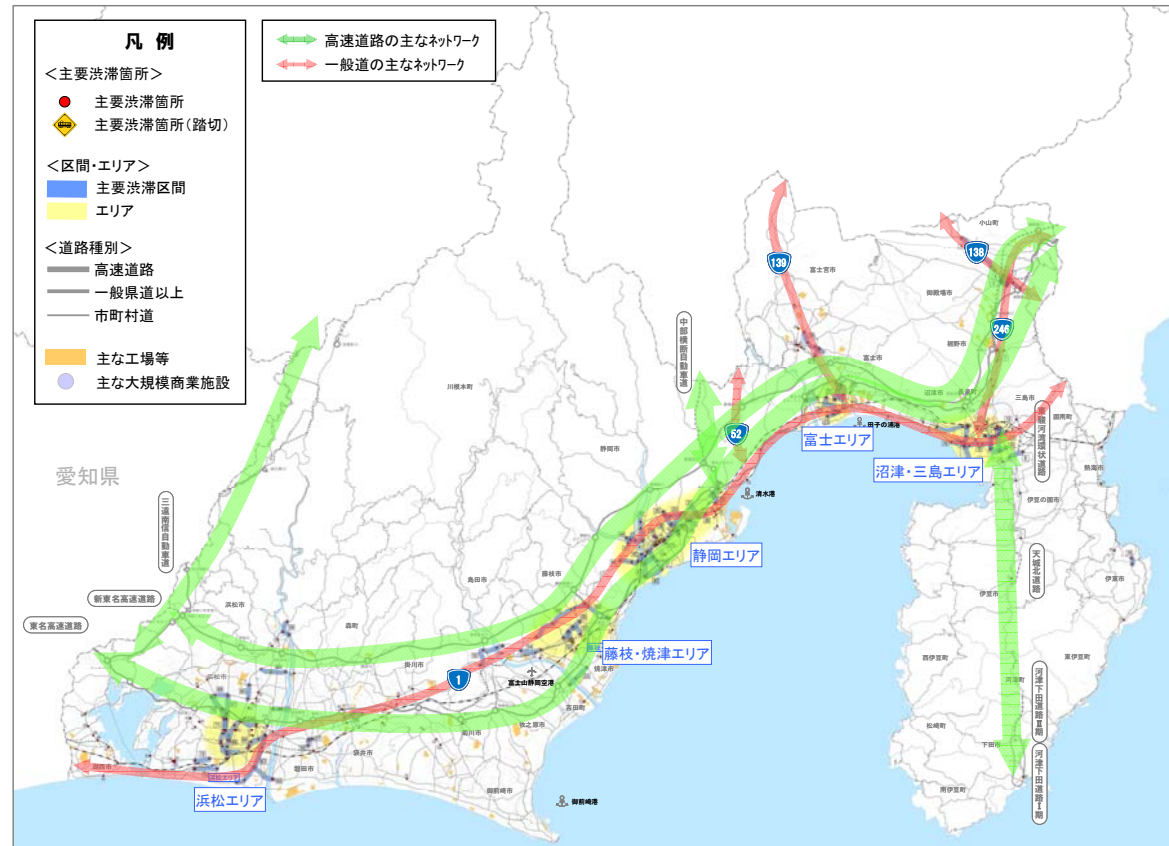 凡 例
＜主要渋滞箇所＞
主要渋滞箇所
主要渋滞箇所（踏切）
＜区間・エリア＞
主要渋滞区間
エリア
＜道路種別＞
高速道路
一般県道以上
市町村道
主な工場等
主な大規模商業施設
高速道路の主なネットワーク
一般道の主なネットワーク
小山町
139
138
富士宮市
御殿場市
246
中部横断自動車道
富士市
裾野市
川根本町
沼津市
長泉町
三島市
函南町
52
富士エリア
田子の浦港
東駿河湾環状道路
静岡市
沼津・三島エリア
熱海市
愛知県
清水港
伊豆の国市
三遠南信自動車道
静岡エリア
藤枝市
島田市
天城北道路
伊東市
新東名高速道路
浜松市
森町
伊豆市
東名高速道路
掛川市
藤枝・焼津エリア
焼津市
西伊豆町
東伊豆町
1
富士山静岡空港
浜松市
吉田町
河津町
河津下田道路Ⅱ期
牧之原市
菊川市
松崎町
袋井市
下田市
湖西市
磐田市
浜松エリア
浜松エリア
御前崎市
御前崎港
南伊豆町
河津下田道路Ⅰ期